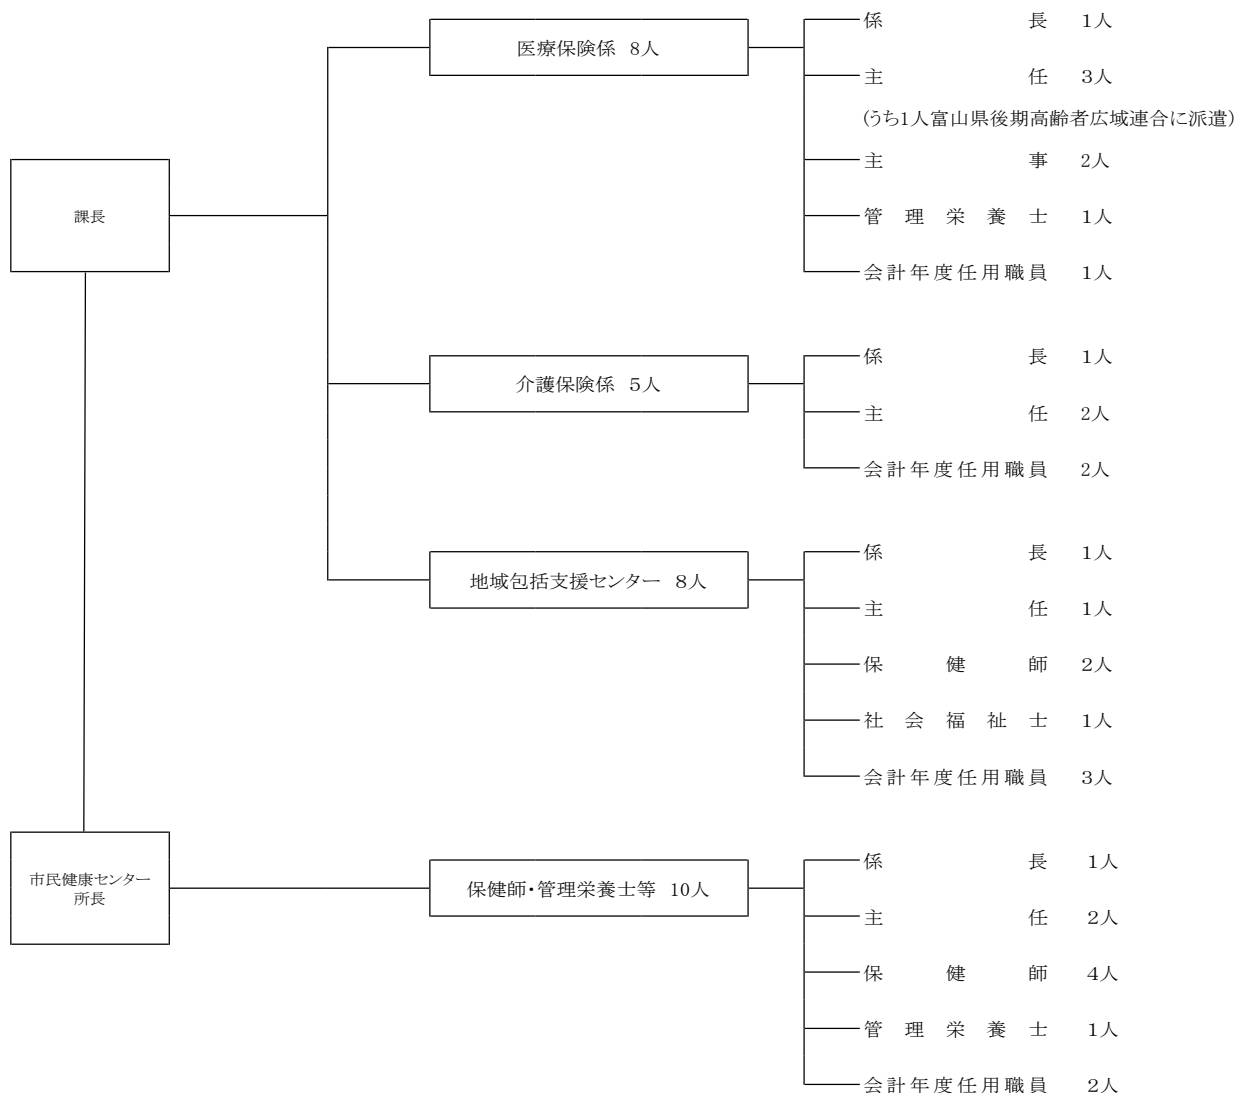 課長
医療保険係 8人
係長 1人
主任 3人
(うち1人富山県後期高齢者広域連合に派遣)
主事 2人
管理栄養士 1人
会計年度任用職員 1人
介護保険係 5人
係長 1人
主任 2人
会計年度任用職員 2人
地域包括支援センター 8人
係長 1人
主任 1人
保健師 2人
社会福祉士 1人
会計年度任用職員 3人
市民健康センター
所長
保健師・管理栄養士等 10人
係長 1人
主任 2人
保健師 4人
管理栄養士 1人
会計年度任用職員 2人